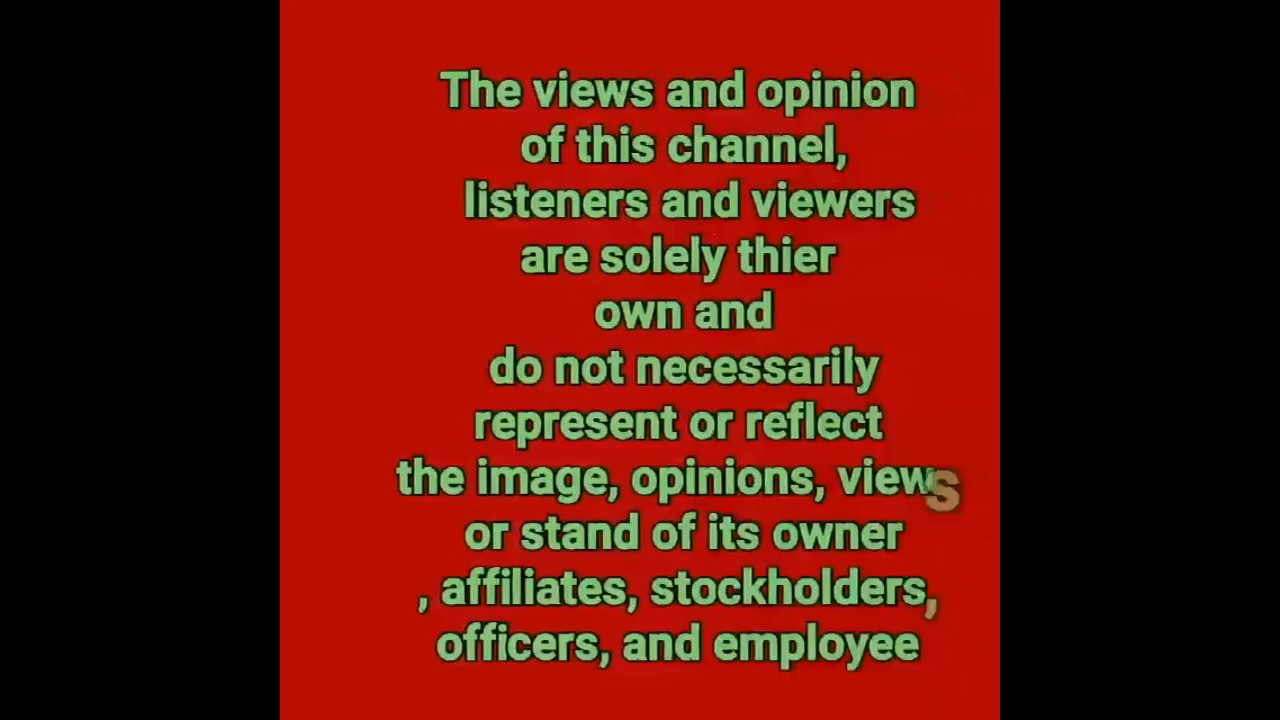 The views and opinion
of this channel,
listeners and viewers
are solely thier
own and
do not necessarily
represent or reflect
the image, opinions, views
or stand of its owner
, affiliates, stockholders,
officers, and employee